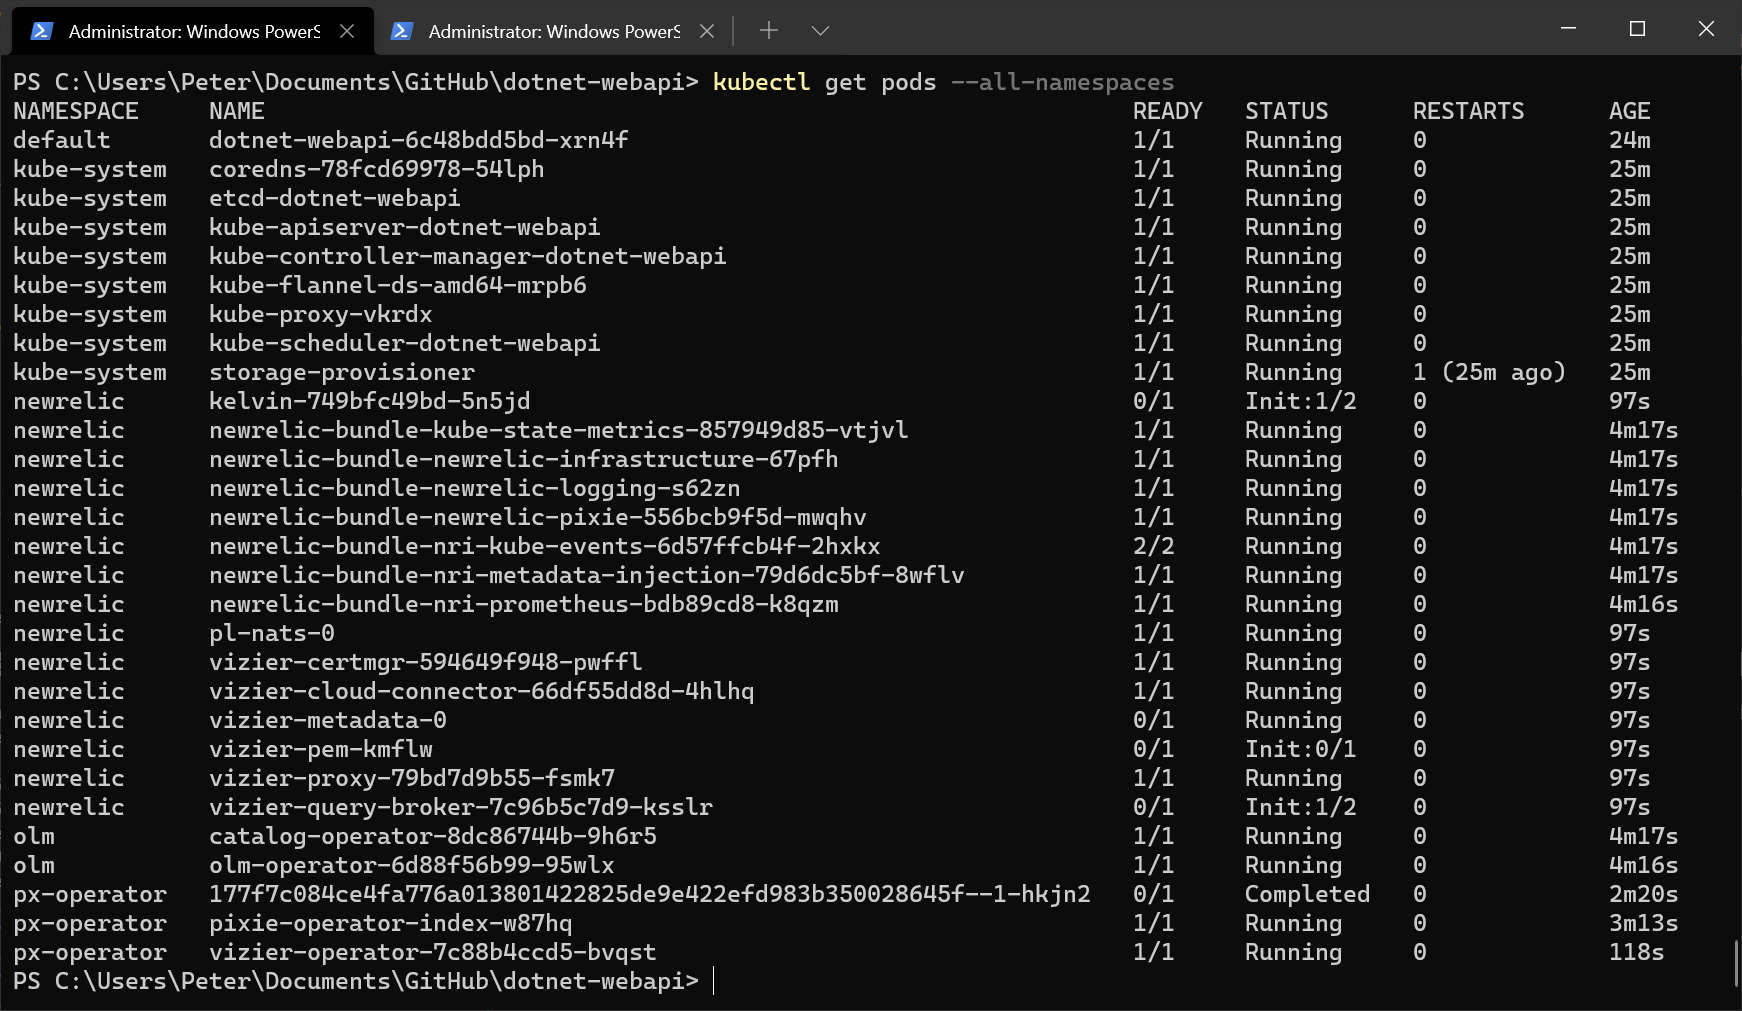 Administrator: Windows PowerS Administrator: Windows PowerS
PS C:\Users\Peter\Documents\GitHub\dotnet-webapi> kubectl get pods --all-namespaces
NAMESPACE NAME READY STATUS RESTARTS AGE
default dotnet-webapi-6c48bdd5bd-xrn4f 1/1 Running 0 24m
kube-system coredns-78fcd69978-54lph 1/1 Running 0 25m
kube-system etcd-dotnet-webapi 1/1 Running 0 25m
kube-system kube-apiserver-dotnet-webapi 1/1 Running 0 25m
kube-system kube-controller-manager-dotnet-webapi 1/1 Running 0 25m
kube-system kube-flannel-ds-amd64-mrpb6 1/1 Running 0 25m
kube-system kube-proxy-vkrdx 1/1 Running 0 25m
kube-system kube-scheduler-dotnet-webapi 1/1 Running 0 25m
kube-system storage-provisioner 1/1 Running 1 (25m ago) 25m
newrelic kelvin-749bfc49bd-5n5jd 0/1 Init:1/2 0 97s
newrelic newrelic-bundle-kube-state-metrics-857949d85-vtjvl 1/1 Running 0 4m17s
newrelic newrelic-bundle-newrelic-infrastructure-67pfh 1/1 Running 0 4m17s
newrelic newrelic-bundle-newrelic-logging-s62zn 1/1 Running 0 4m17s
newrelic newrelic-bundle-newrelic-pixie-556bcb9f5d-mwqhv 1/1 Running 0 4m17s
newrelic newrelic-bundle-nri-kube-events-6d57ffcb4f-2hxkx 2/2 Running 0 4m17s
newrelic newrelic-bundle-nri-metadata-injection-79d6dc5bf-8wflv 1/1 Running 0 4m17s
newrelic newrelic-bundle-nri-prometheus-bdb89cd8-k8qzm 1/1 Running 0 4m16s
newrelic pl-nats-0 1/1 Running 0 97s
newrelic vizier-certmgr-594649f948-pwffl 1/1 Running 0 97s
newrelic vizier-cloud-connector-66df55dd8d-4hlhq 1/1 Running 0 97s
newrelic vizier-metadata-0 0/1 Running 0 97s
newrelic vizier-pem-kmflw 0/1 Init:0/1 0 97s
newrelic vizier-proxy-79bd7d9b55-fsmk7 1/1 Running 0 97s
newrelic vizier-query-broker-7c96b5c7d9-ksslr 0/1 Init:1/2 0 97s
olm catalog-operator-8dc86744b-9h6r5 1/1 Running 0 4m17s
olm olm-operator-6d88f56b99-95wlx 1/1 Running 0 4m16s
px-operator 177f7c084ce4fa776a013801422825de9e422efd983b350028645f--1-hkjn2 0/1 Completed 0 2m20s
px-operator pixie-operator-index-w87hq 1/1 Running 0 3m13s
px-operator vizier-operator-7c88b4ccd5-bvqst 1/1 Running 0 118s
PS C:\Users\Peter\Documents\GitHub\dotnet-webapi>